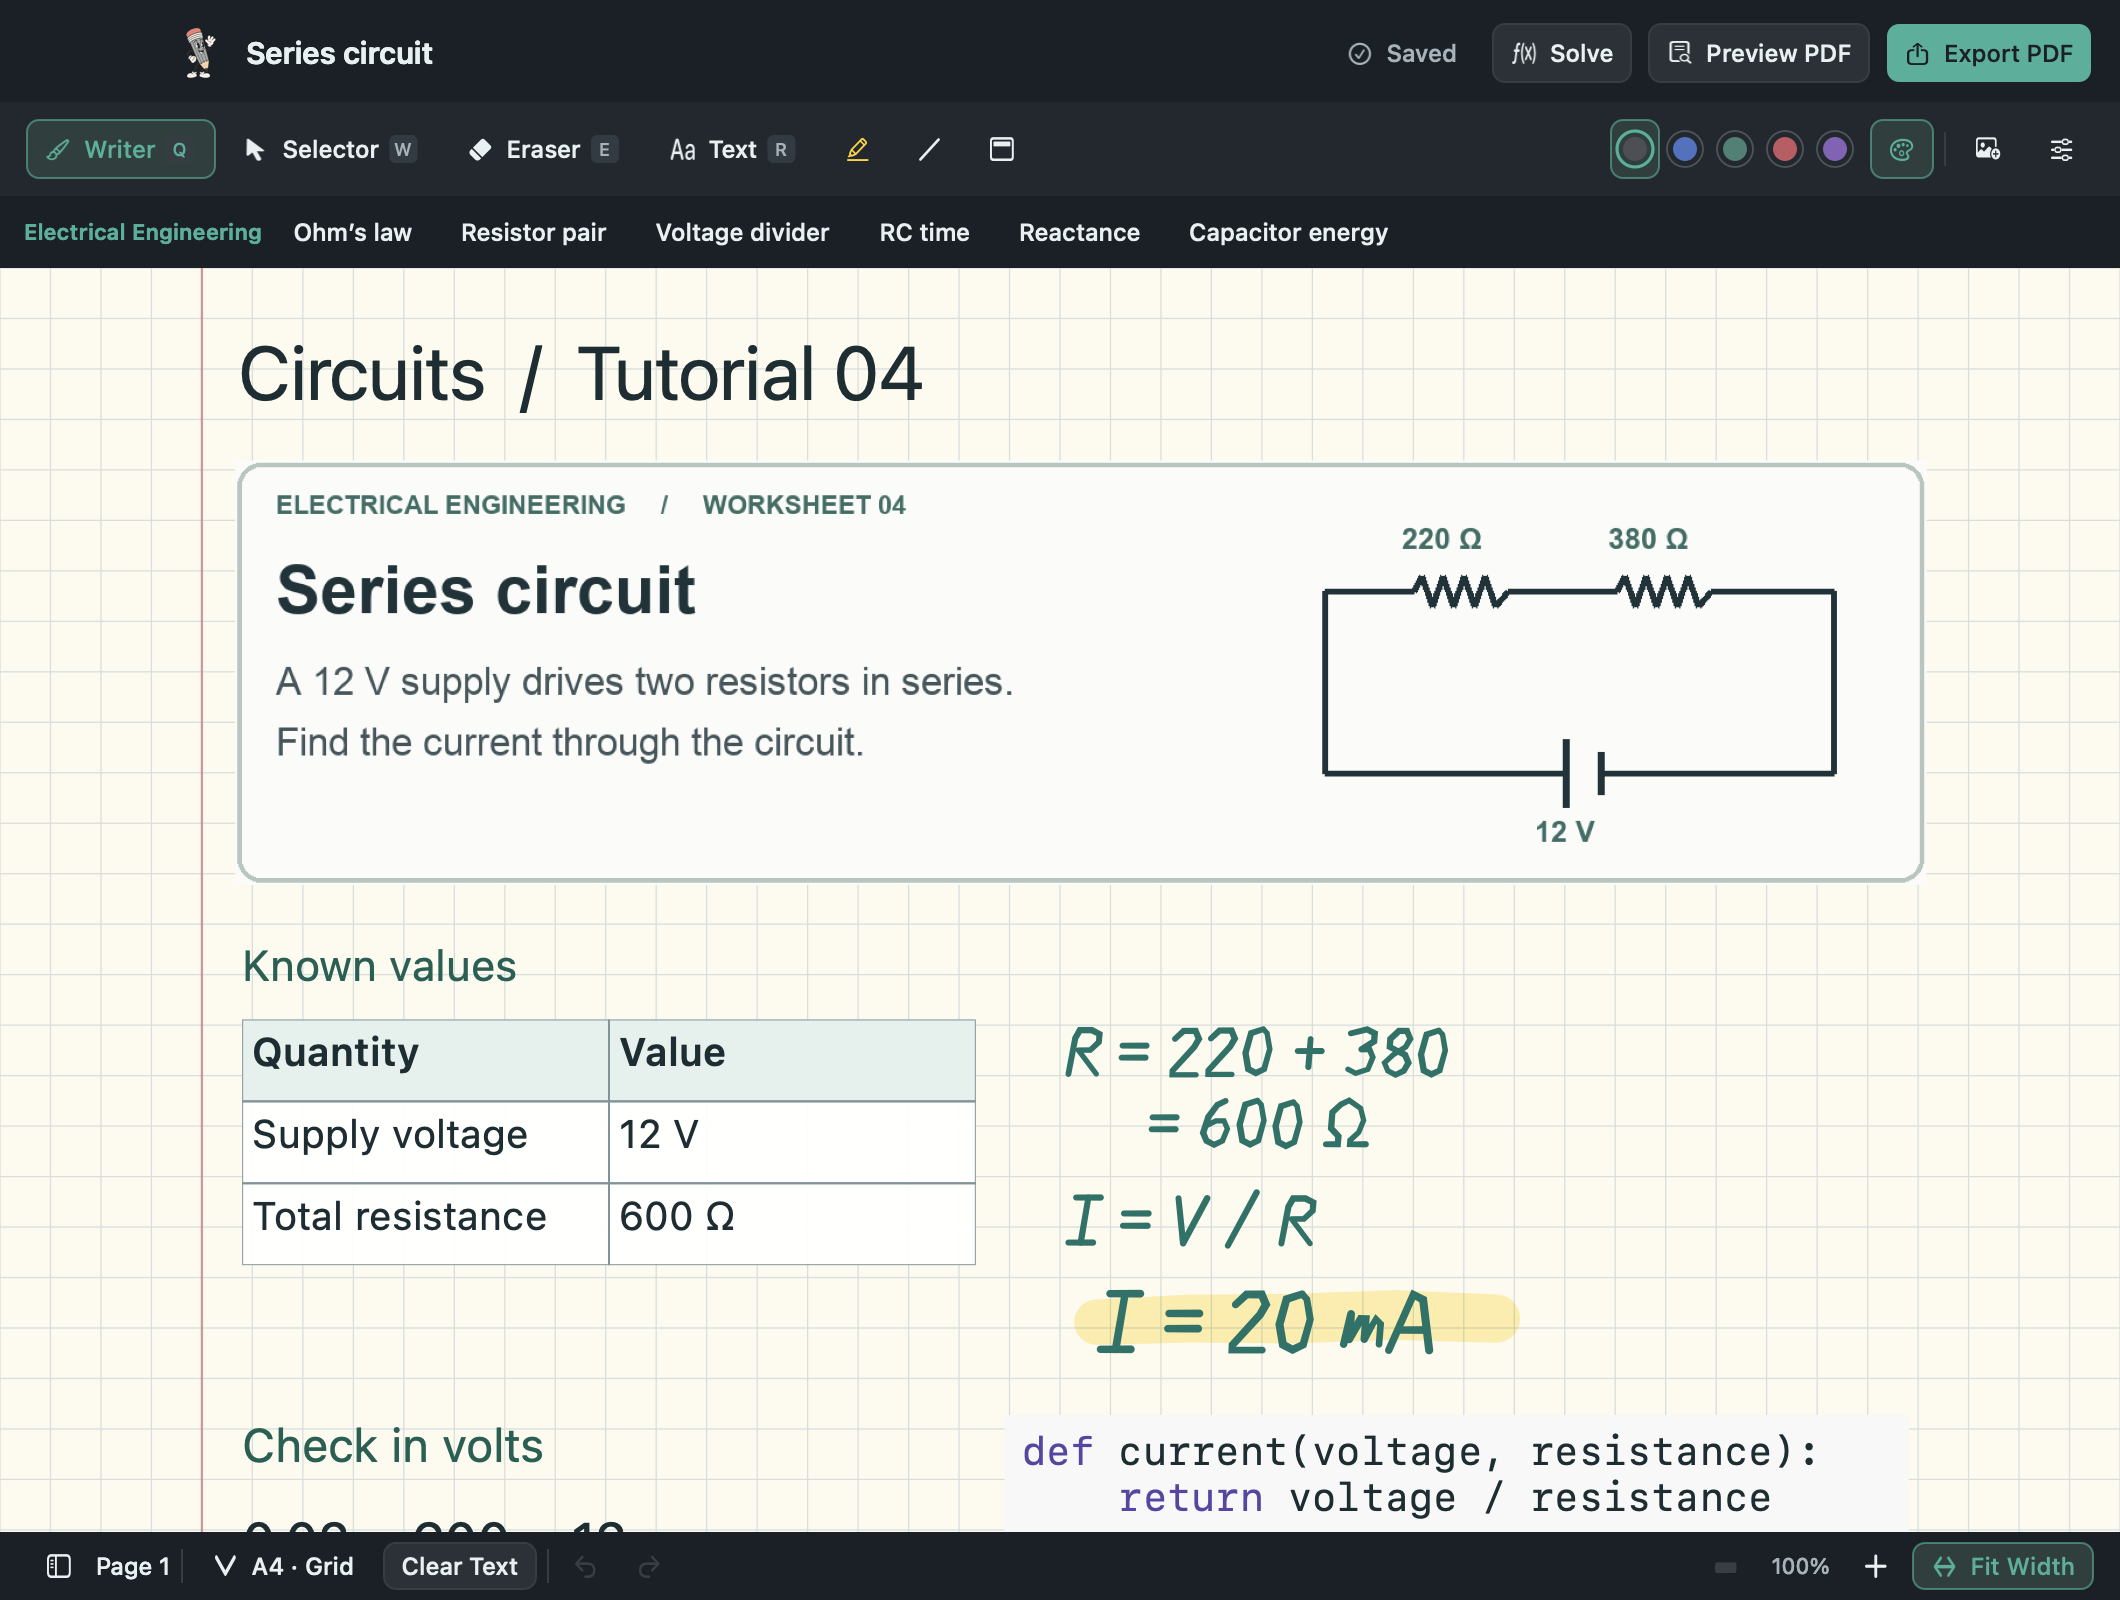 Series circuit
Saved
f(x) Solve
Preview PDF
Export PDF
Writer Q
Selector W
Eraser E
Aa Text R
Electrical Engineering
Ohm’s law
Resistor pair
Voltage divider
RC time
Reactance
Capacitor energy
Circuits / Tutorial 04
ELECTRICAL ENGINEERING / WORKSHEET 04
Series circuit
A 12 V supply drives two resistors in series.
Find the current through the circuit.
220 Ω
380 Ω
12 V
Known values
Quantity Value
Supply voltage 12 V
Total resistance 600 Ω
R = 220 + 380
= 600 Ω
I = V / R
I = 20 mA
Check in volts
def current(voltage, resistance):
return voltage / resistance
Page 1
A4 · Grid
Clear Text
100%
Fit Width